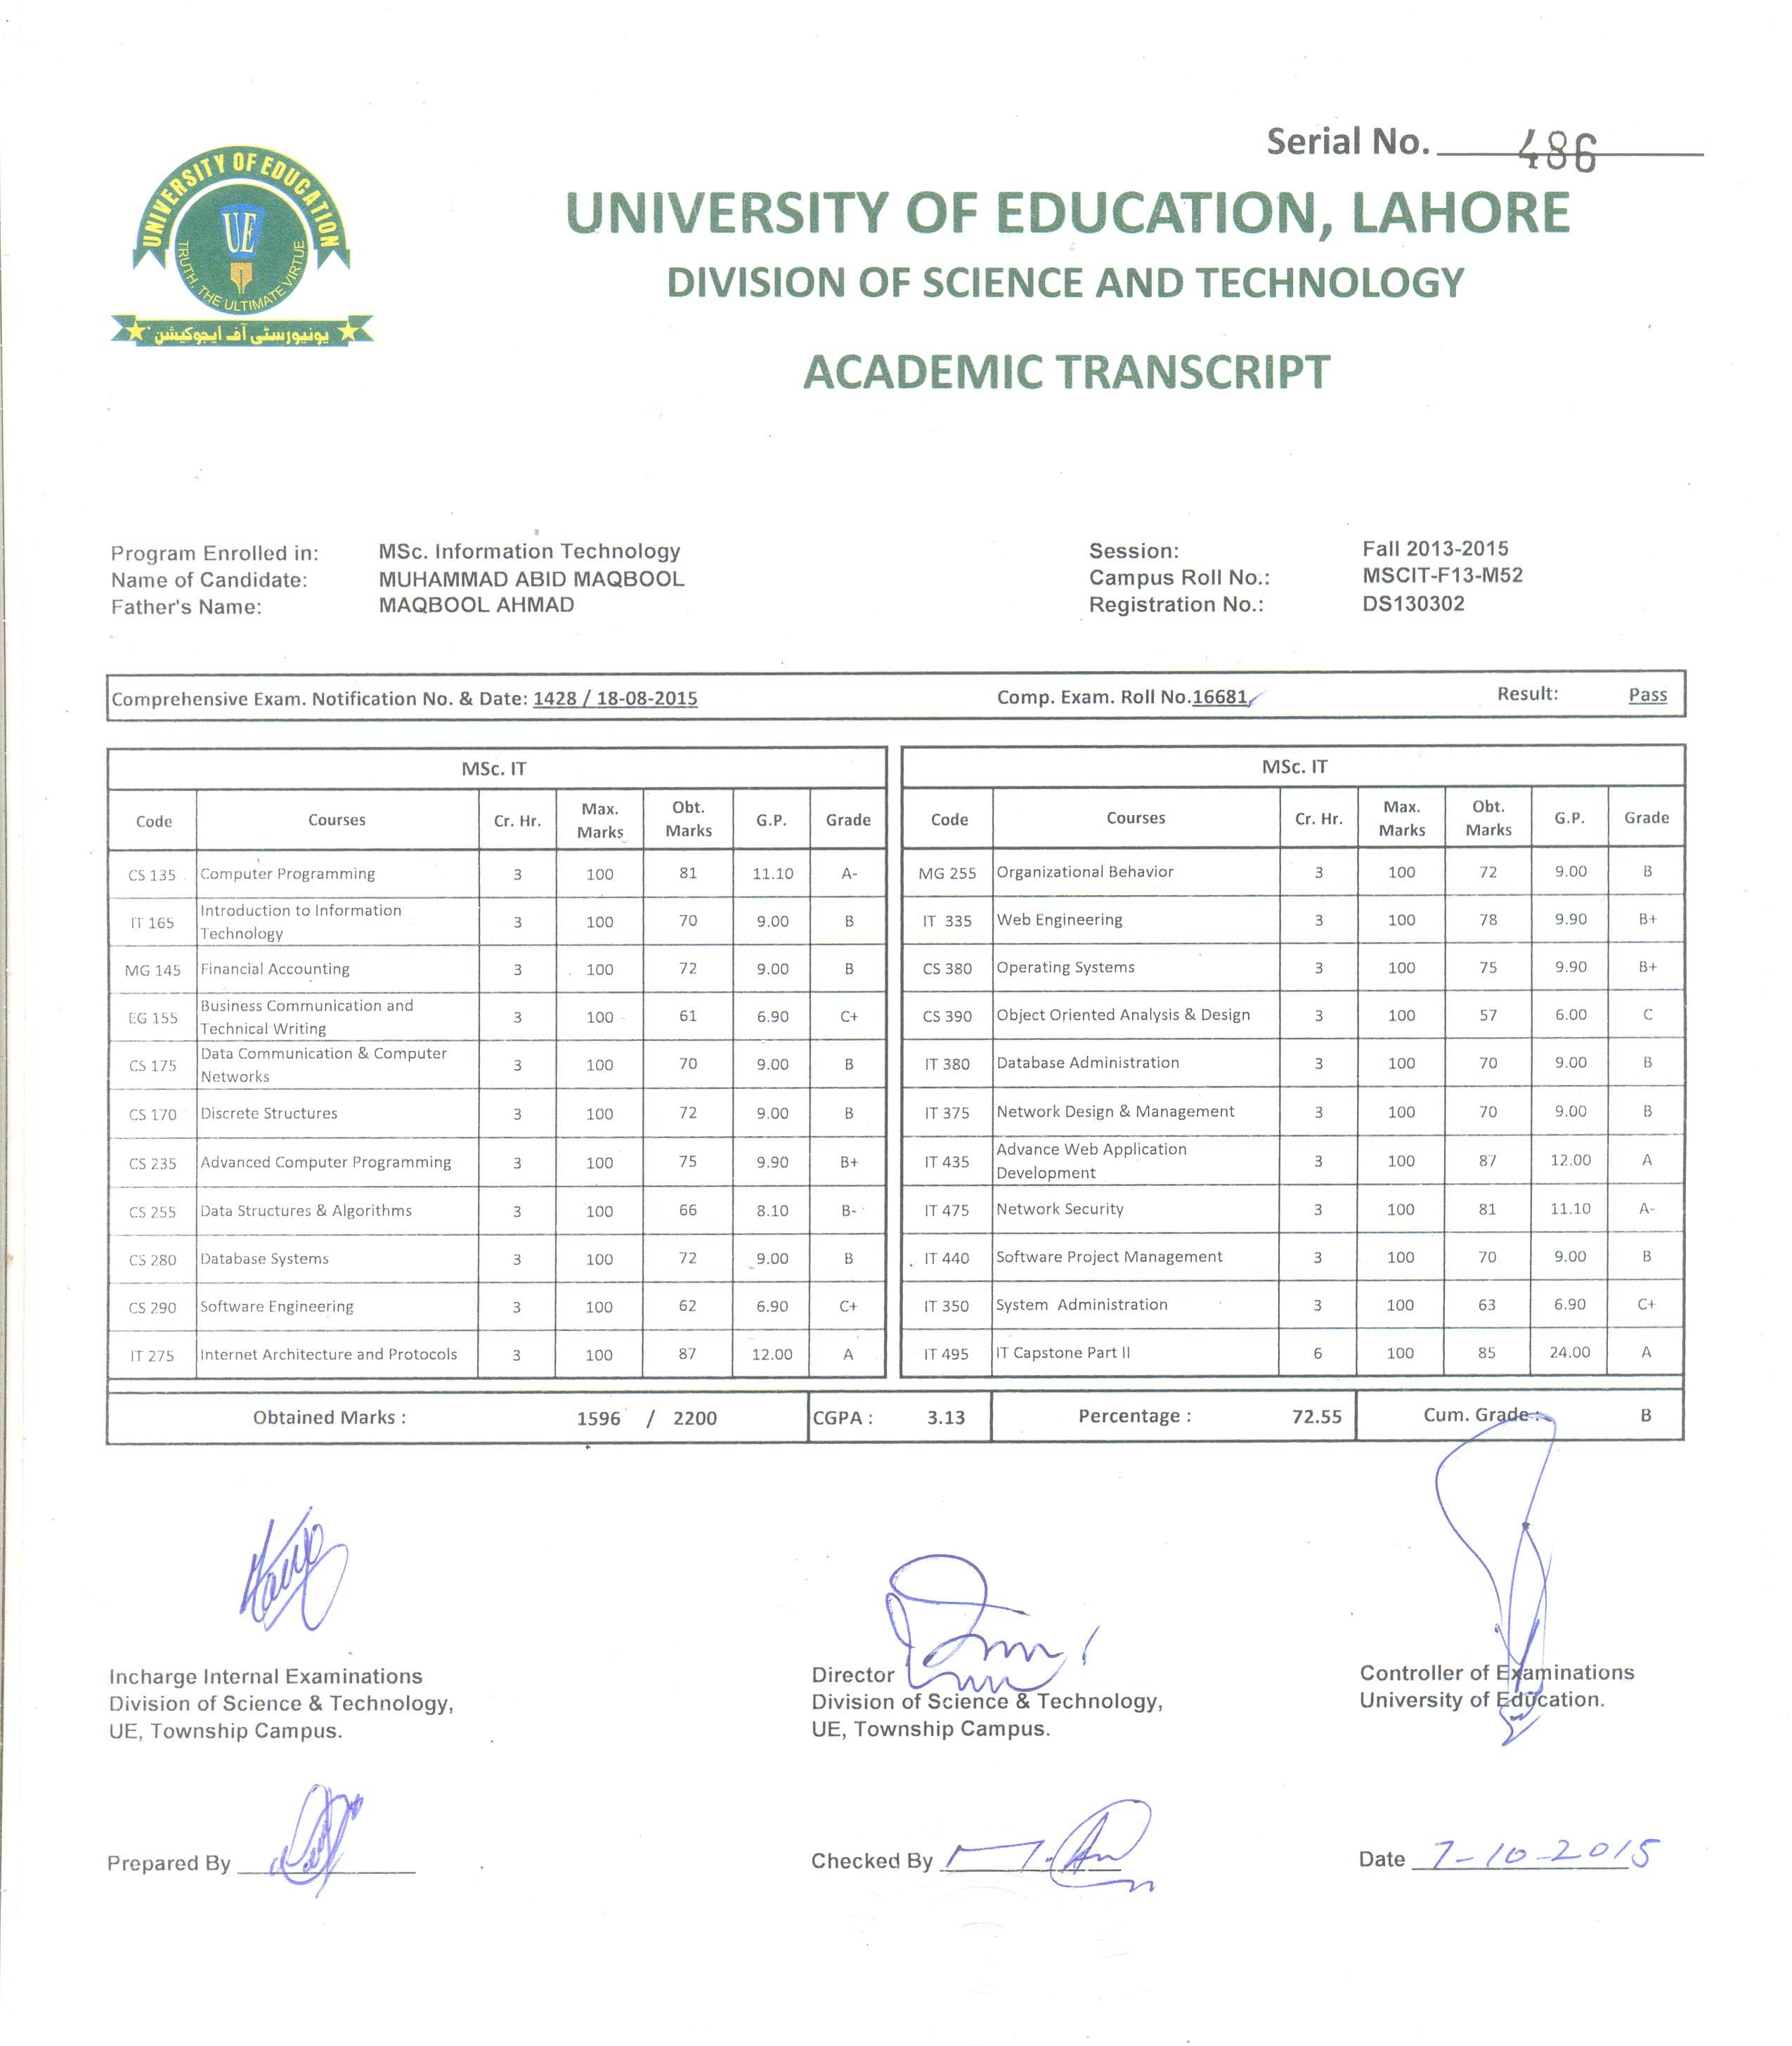 Serial No. 486
UNIVERSITY OF EDUCATION
UE
TRUTH, THE ULTIMATE VIRTUE
یونیورسٹی آف ایجوکیشن
UNIVERSITY OF EDUCATION, LAHORE
DIVISION OF SCIENCE AND TECHNOLOGY
ACADEMIC TRANSCRIPT
Program Enrolled in: MSc. Information Technology
Name of Candidate: MUHAMMAD ABID MAQBOOL
Father's Name: MAQBOOL AHMAD
Session: Fall 2013-2015
Campus Roll No.: MSCIT-F13-M52
Registration No.: DS130302
Comprehensive Exam. Notification No. & Date: 1428 / 18-08-2015 Comp. Exam. Roll No.16681 Result: Pass
MSc. IT
Code Courses Cr. Hr. Max. Marks Obt. Marks G.P. Grade
CS 135 Computer Programming 3 100 81 11.10 A-
IT 165 Introduction to Information Technology 3 100 70 9.00 B
MG 145 Financial Accounting 3 100 72 9.00 B
EG 155 Business Communication and Technical Writing 3 100 61 6.90 C+
CS 175 Data Communication & Computer Networks 3 100 70 9.00 B
CS 170 Discrete Structures 3 100 72 9.00 B
CS 235 Advanced Computer Programming 3 100 75 9.90 B+
CS 255 Data Structures & Algorithms 3 100 66 8.10 B-
CS 280 Database Systems 3 100 72 9.00 B
CS 290 Software Engineering 3 100 62 6.90 C+
IT 275 Internet Architecture and Protocols 3 100 87 12.00 A
MSc. IT
Code Courses Cr. Hr. Max. Marks Obt. Marks G.P. Grade
MG 255 Organizational Behavior 3 100 72 9.00 B
IT 335 Web Engineering 3 100 78 9.90 B+
CS 380 Operating Systems 3 100 75 9.90 B+
CS 390 Object Oriented Analysis & Design 3 100 57 6.00 C
IT 380 Database Administration 3 100 70 9.00 B
IT 375 Network Design & Management 3 100 70 9.00 B
IT 435 Advance Web Application Development 3 100 87 12.00 A
IT 475 Network Security 3 100 81 11.10 A-
IT 440 Software Project Management 3 100 70 9.00 B
IT 350 System Administration 3 100 63 6.90 C+
IT 495 IT Capstone Part II 6 100 85 24.00 A
Obtained Marks : 1596 / 2200 CGPA : 3.13 Percentage : 72.55 Cum. Grade : B
Incharge Internal Examinations
Division of Science & Technology,
UE, Township Campus.
Director
Division of Science & Technology,
UE, Township Campus.
Controller of Examinations
University of Education.
Prepared By
Checked By
Date 7-10-2015